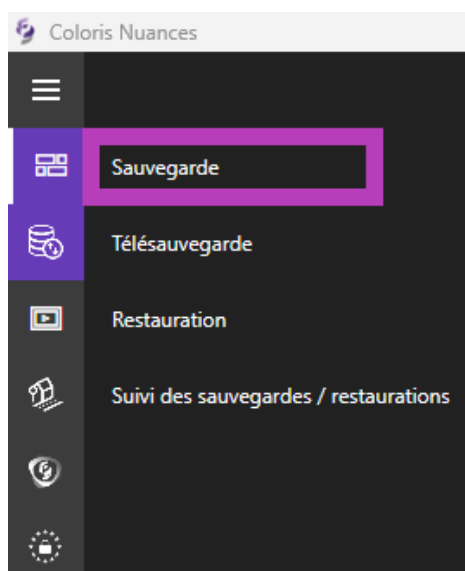 Coloris Nuances
Sauvegarde
Télésauvegarde
Restauration
Suivi des sauvegardes / restaurations